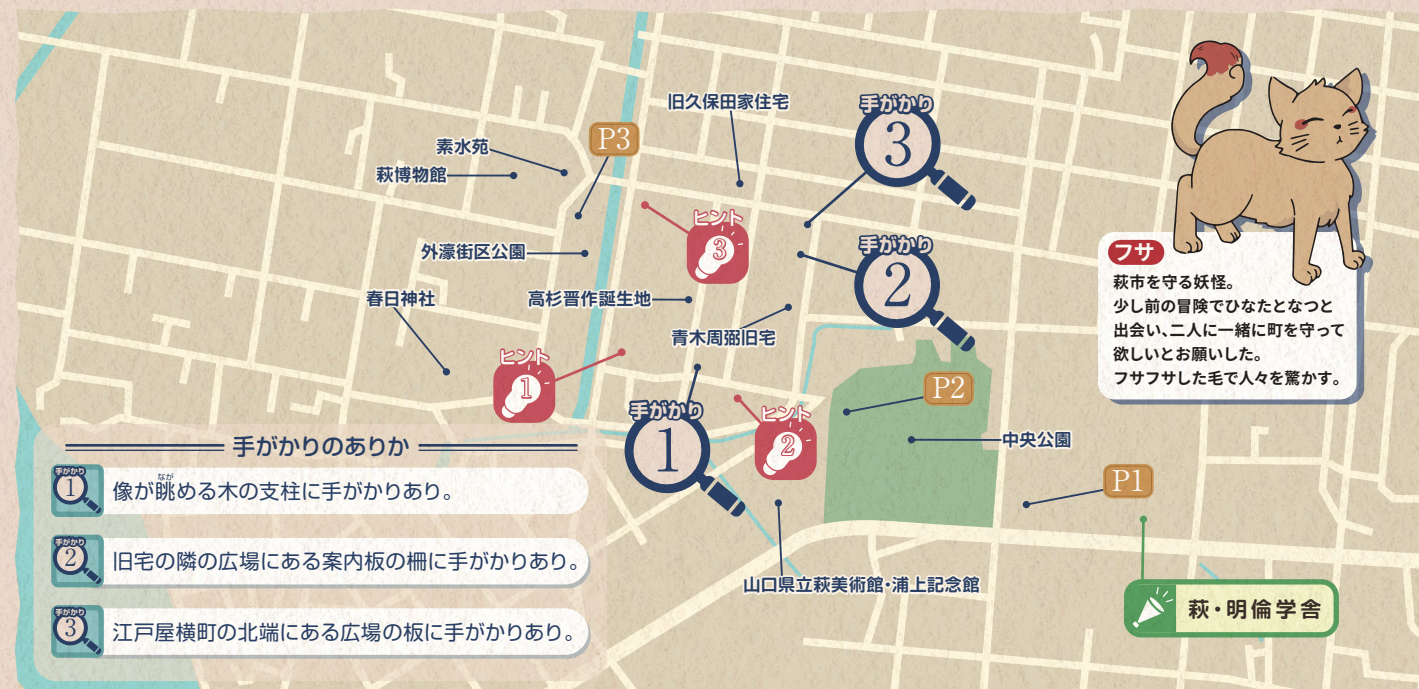 旧久保田家住宅
手がかり
3
P3
素水苑
萩博物館
ヒント
3
外濠街区公園
手がかり
2
春日神社
高杉晋作誕生地
青木周弼旧宅
ヒント
1
手がかり
1
ヒント
2
P2
中央公園
P1
山口県立萩美術館・浦上記念館
萩・明倫学舎
フサ
萩市を守る妖怪。
少し前の冒険でひなたとなつと
出会い、二人に一緒に町を守って
欲しいとお願いした。
フサフサした毛で人々を驚かす。
手がかりのありか
手がかり
1
なが
像が眺める木の支柱に手がかりあり。
手がかり
2
旧宅の隣の広場にある案内板の柵に手がかりあり。
手がかり
3
江戸屋横町の北端にある広場の板に手がかりあり。